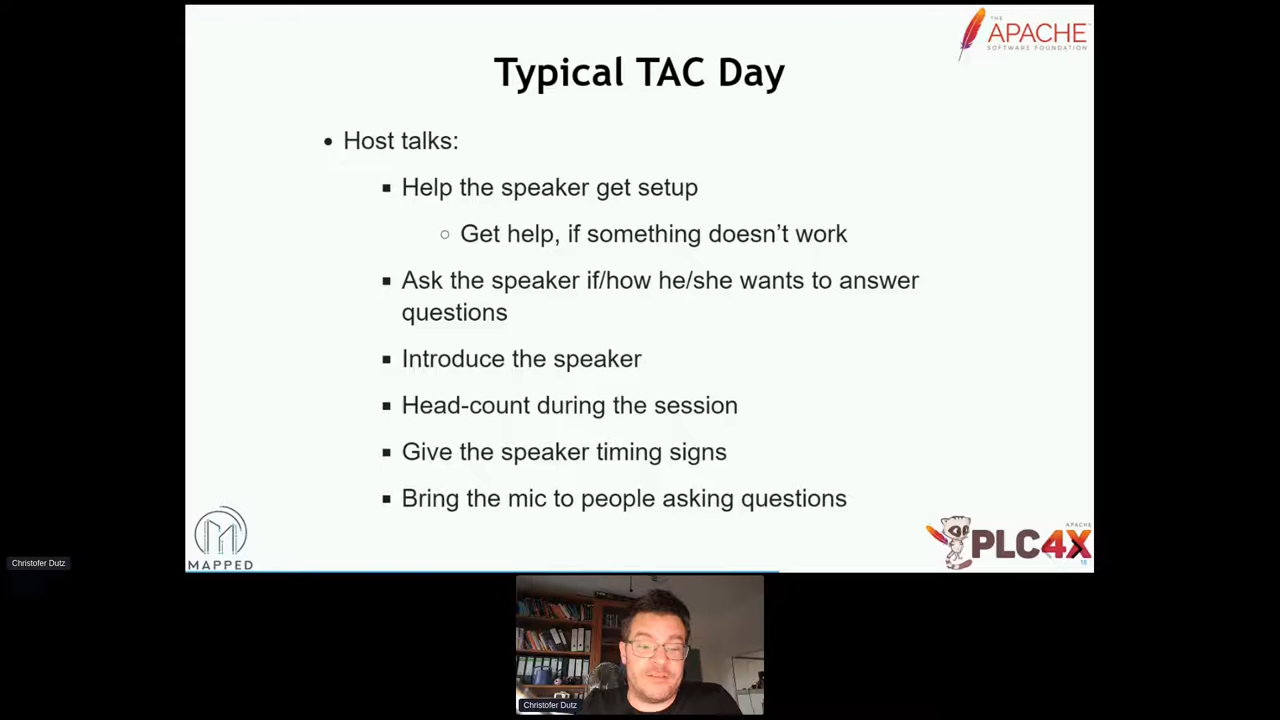 THE
APACHE
SOFTWARE FOUNDATION
Typical TAC Day
• Host talks:
▪ Help the speaker get setup
○ Get help, if something doesn’t work
▪ Ask the speaker if/how he/she wants to answer
questions
▪ Introduce the speaker
▪ Head-count during the session
▪ Give the speaker timing signs
▪ Bring the mic to people asking questions
MAPPED
APACHE
PLC4X
18
Christofer Dutz
Christofer Dutz